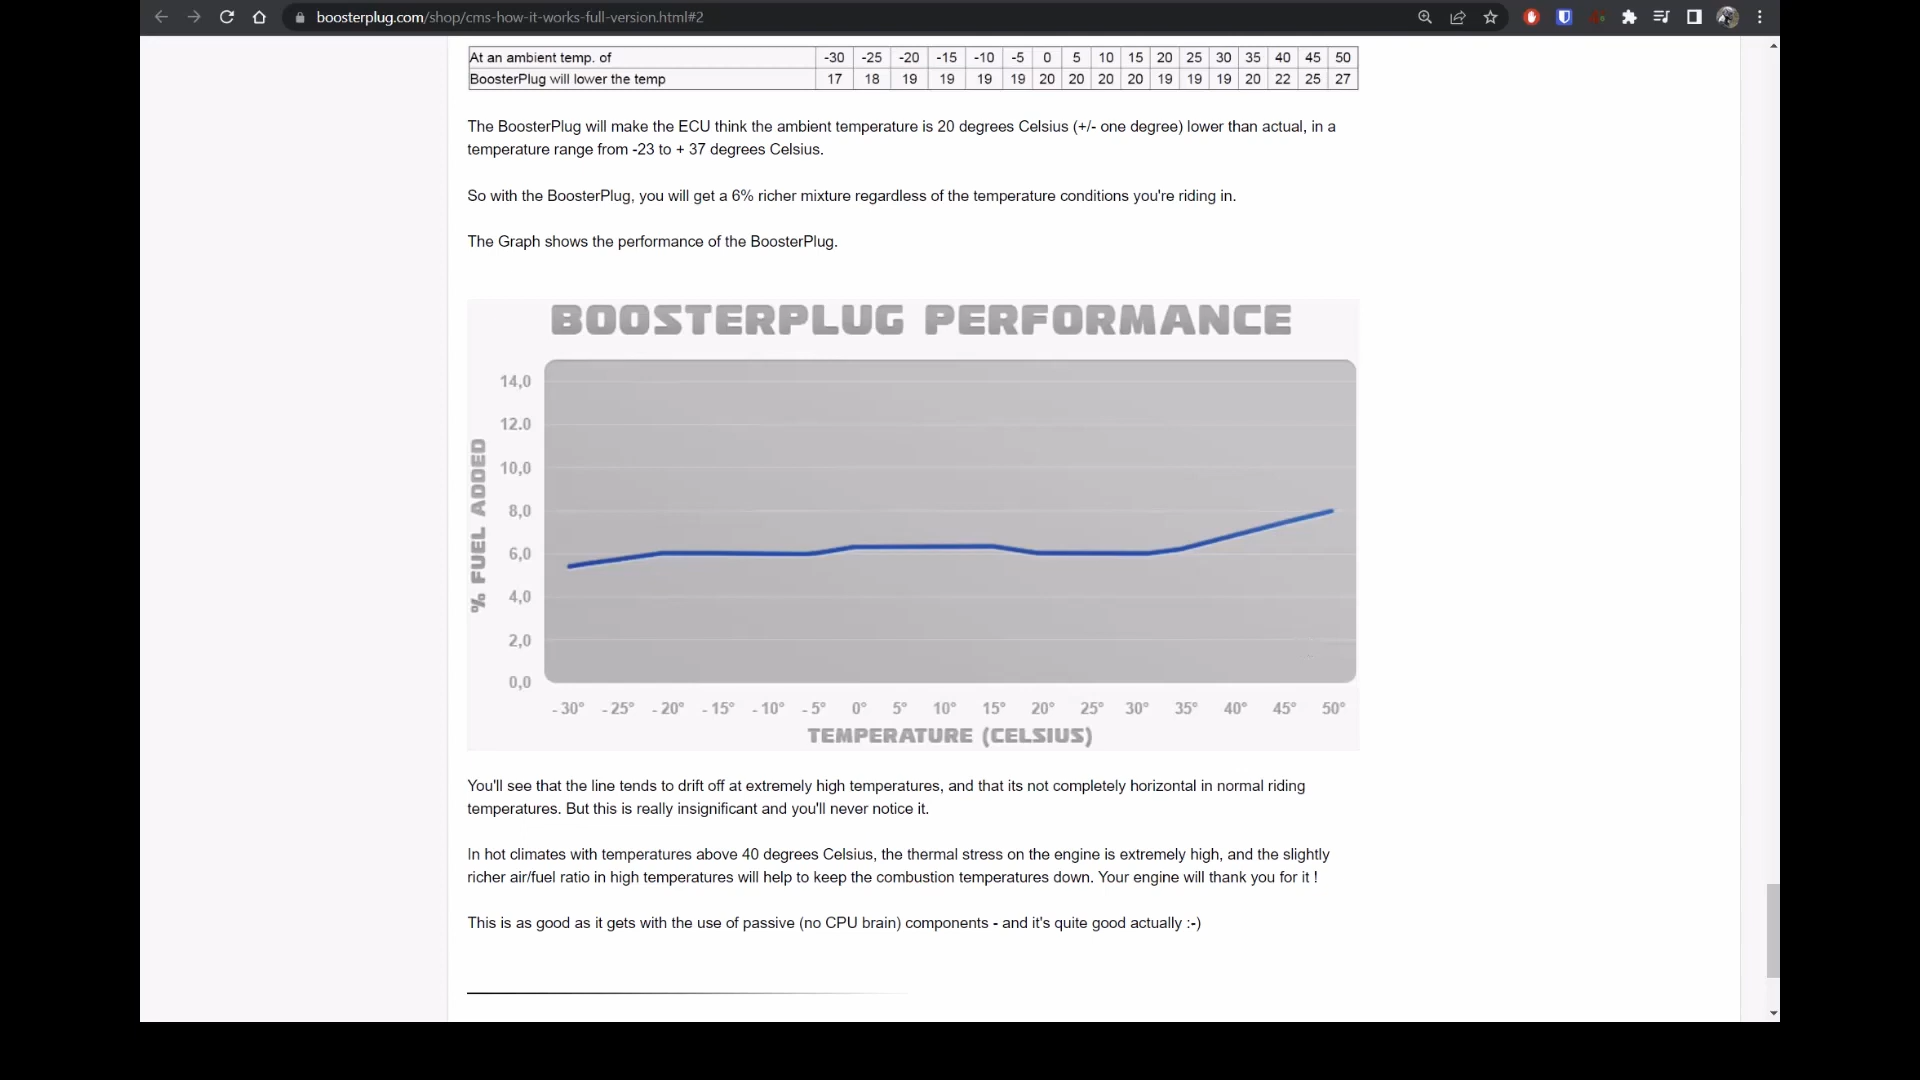 boosterplug.com/shop/cms-how-it-works-full-version.html#2
At an ambient temp. of -30 -25 -20 -15 -10 -5 0 5 10 15 20 25 30 35 40 45 50
BoosterPlug will lower the temp 17 18 19 19 19 19 20 20 20 20 19 19 19 20 22 25 27
The BoosterPlug will make the ECU think the ambient temperature is 20 degrees Celsius (+/- one degree) lower than actual, in a
temperature range from -23 to + 37 degrees Celsius.
So with the BoosterPlug, you will get a 6% richer mixture regardless of the temperature conditions you're riding in.
The Graph shows the performance of the BoosterPlug.
BOOSTERPLUG PERFORMANCE
% FUEL ADDED
14,0
12.0
10,0
8,0
6,0
4,0
2,0
0,0
- 30° - 25° - 20° - 15° - 10° - 5° 0° 5° 10° 15° 20° 25° 30° 35° 40° 45° 50°
TEMPERATURE (CELSIUS)
You'll see that the line tends to drift off at extremely high temperatures, and that its not completely horizontal in normal riding
temperatures. But this is really insignificant and you'll never notice it.
In hot climates with temperatures above 40 degrees Celsius, the thermal stress on the engine is extremely high, and the slightly
richer air/fuel ratio in high temperatures will help to keep the combustion temperatures down. Your engine will thank you for it !
This is as good as it gets with the use of passive (no CPU brain) components - and it's quite good actually :-)